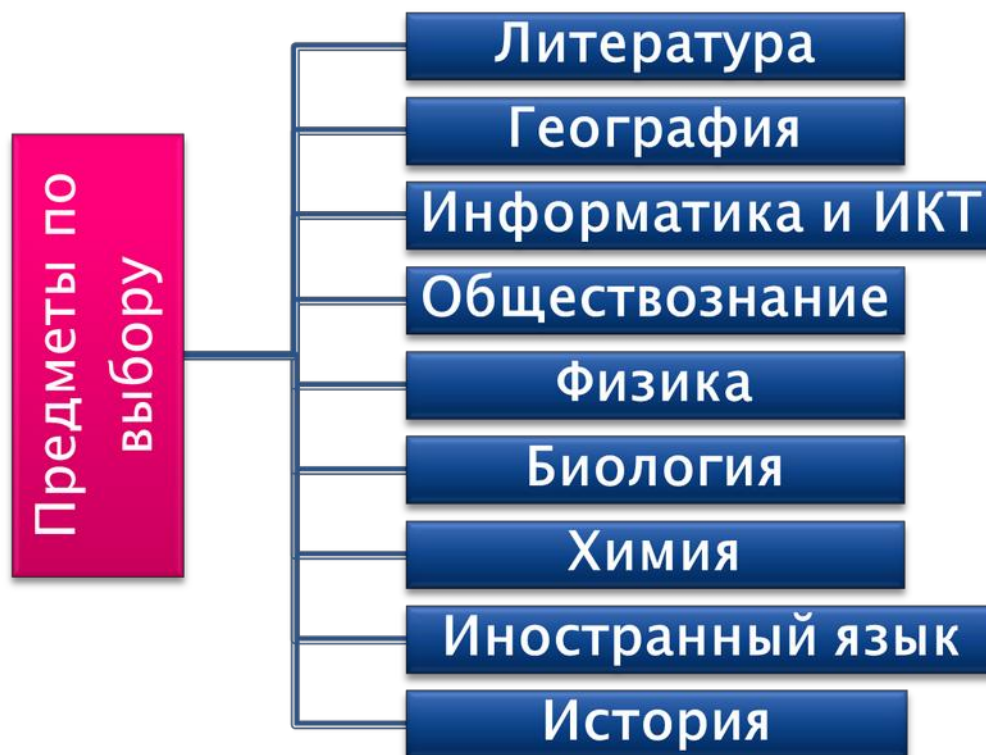 Предметы по
выбору
Литература
География
Информатика и ИКТ
Обществознание
Физика
Биология
Химия
Иностранный язык
История